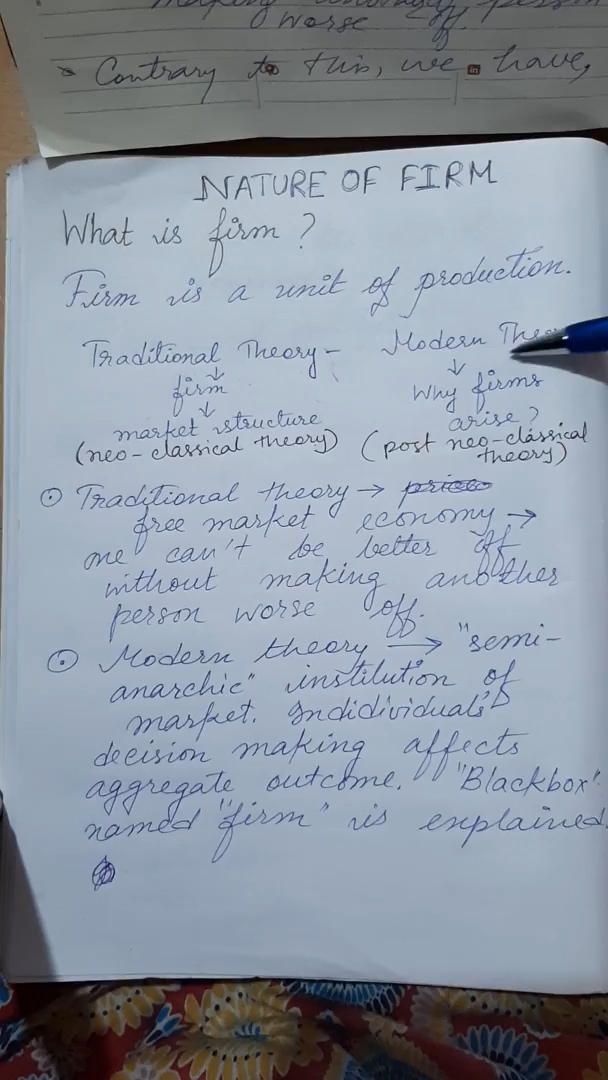 worse off
• Contrary to this, we have,
NATURE OF FIRM
What is firm ?
Firm is a unit of production.
Traditional Theory – Modern
↓ ↓
firm Why firms
↓ arise ?
market structure
(neo-classical theory) (post neo-classical
theory)
⊙ Traditional theory →
free market economy →
one can't be better off
without making another
person worse off.
⊙ Modern theory → "semi-
anarchic" institution of
market. Indidividuals'
decision making affects
aggregate outcome. "Blackbox"
named "firm" is explained.